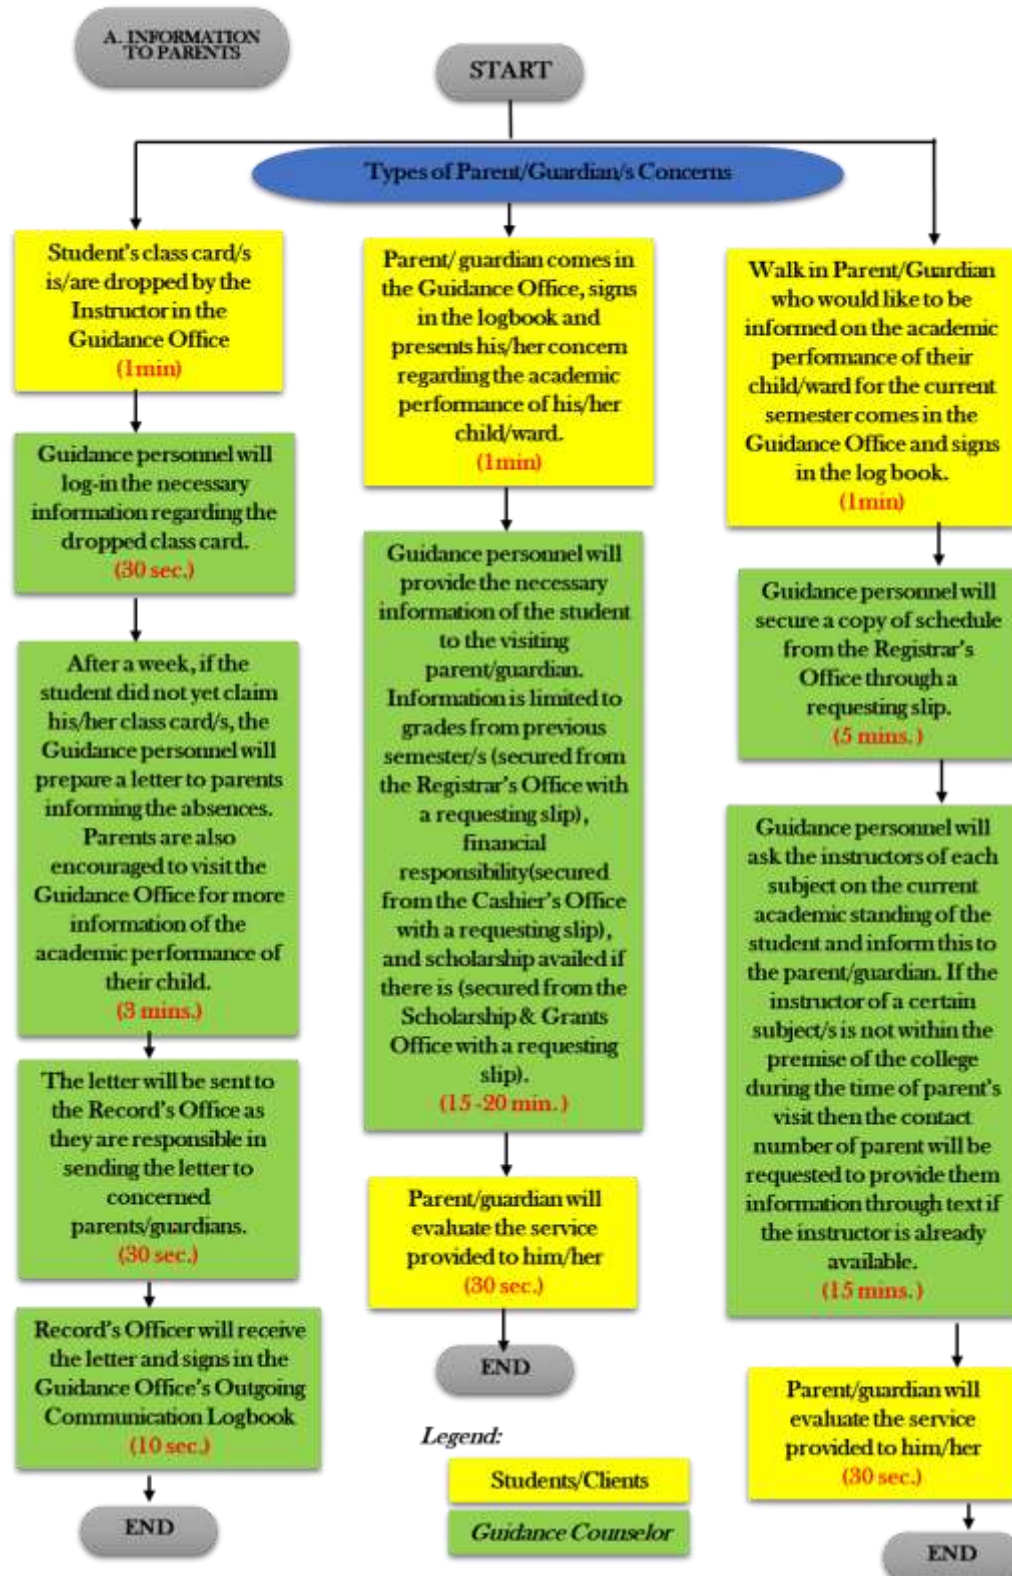 A. INFORMATION
TO PARENTS
START
Types of Parent/Guardian/s Concerns
Student's class card/s
is/are dropped by the
Instructor in the
Guidance Office
(1min)
Guidance personnel will
log-in the necessary
information regarding the
dropped class card.
(30 sec.)
After a week, if the
student did not yet claim
his/her class card/s, the
Guidance personnel will
prepare a letter to parents
informing the absences.
Parents are also
encouraged to visit the
Guidance Office for more
information of the
academic performance of
their child.
(3 mins.)
The letter will be sent to
the Record's Office as
they are responsible in
sending the letter to
concerned
parents/guardians.
(30 sec.)
Record's Officer will receive
the letter and signs in the
Guidance Office's Outgoing
Communication Logbook
(10 sec.)
END
Parent/ guardian comes in
the Guidance Office, signs
in the logbook and
presents his/her concern
regarding the academic
performance of his/her
child/ward.
(1min)
Guidance personnel will
provide the necessary
information of the student
to the visiting
parent/guardian.
Information is limited to
grades from previous
semester/s (secured from
the Registrar's Office with
a requesting slip),
financial
responsibility(secured
from the Cashier's Office
with a requesting slip),
and scholarship availed if
there is (secured from the
Scholarship & Grants
Office with a requesting
slip).
(15 -20 min.)
Parent/guardian will
evaluate the service
provided to him/her
(30 sec.)
END
Legend:
Students/Clients
Guidance Counselor
Walk in Parent/Guardian
who would like to be
informed on the academic
performance of their
child/ward for the current
semester comes in the
Guidance Office and signs
in the log book.
(1min)
Guidance personnel will
secure a copy of schedule
from the Registrar's
Office through a
requesting slip.
(5 mins.)
Guidance personnel will
ask the instructors of each
subject on the current
academic standing of the
student and inform this to
the parent/guardian. If the
instructor of a certain
subject/s is not within the
premise of the college
during the time of parent's
visit then the contact
number of parent will be
requested to provide them
information through text if
the instructor is already
available.
(15 mins.)
Parent/guardian will
evaluate the service
provided to him/her
(30 sec.)
END